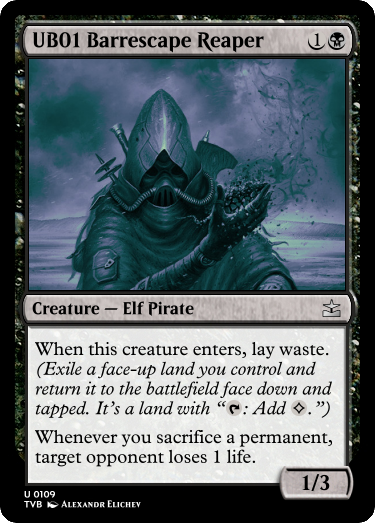 UB01 Barrescape Reaper 1
Creature — Elf Pirate
When this creature enters, lay waste.
(Exile a face-up land you control and
return it to the battlefield face down and
tapped. It's a land with “: Add .”)
Whenever you sacrifice a permanent,
target opponent loses 1 life.
1/3
U 0109
TVB Alexandr Elichev